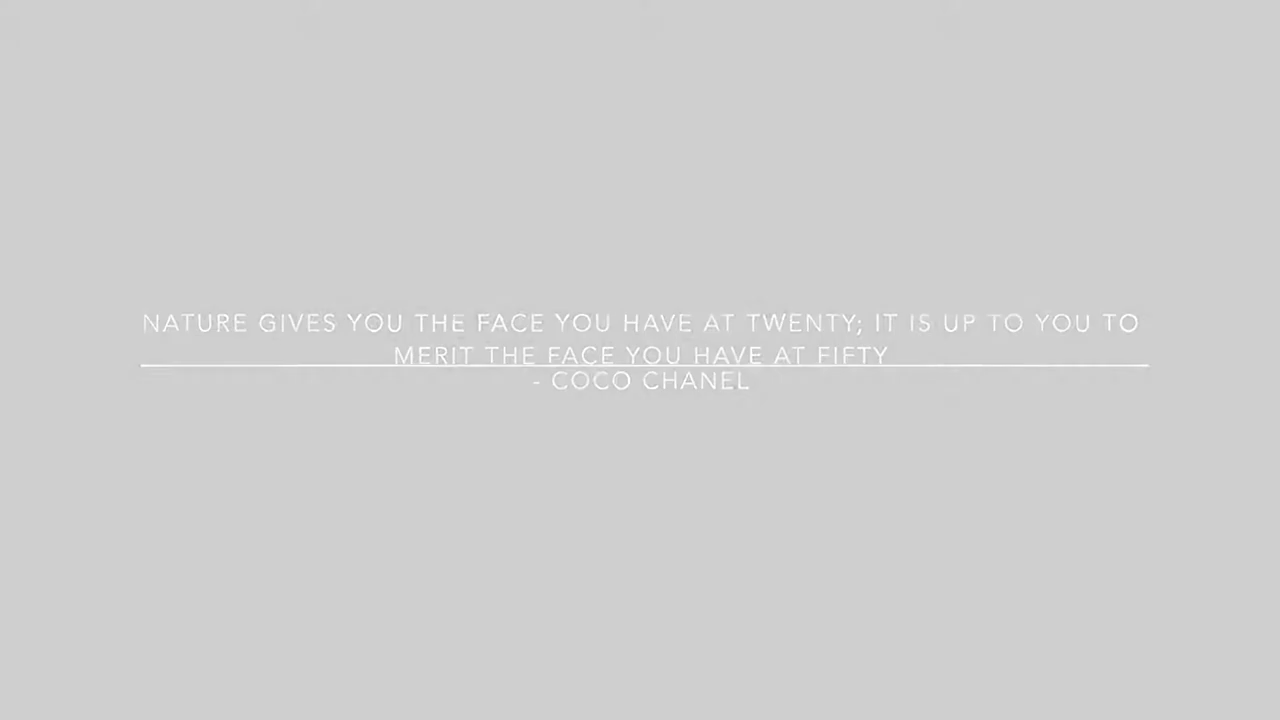 NATURE GIVES YOU THE FACE YOU HAVE AT TWENTY; IT IS UP TO YOU TO
MERIT THE FACE YOU HAVE AT FIFTY
- COCO CHANEL